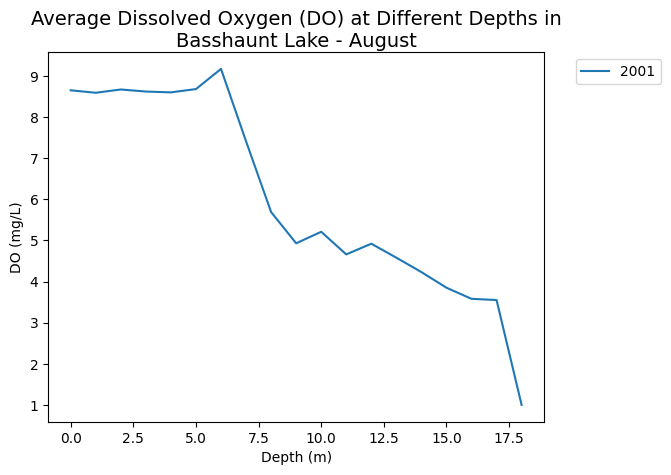 Average Dissolved Oxygen (DO) at Different Depths in
Basshaunt Lake - August
2001
9
8
7
6
5
4
3
2
1
DO (mg/L)
0.0 2.5 5.0 7.5 10.0 12.5 15.0 17.5
Depth (m)